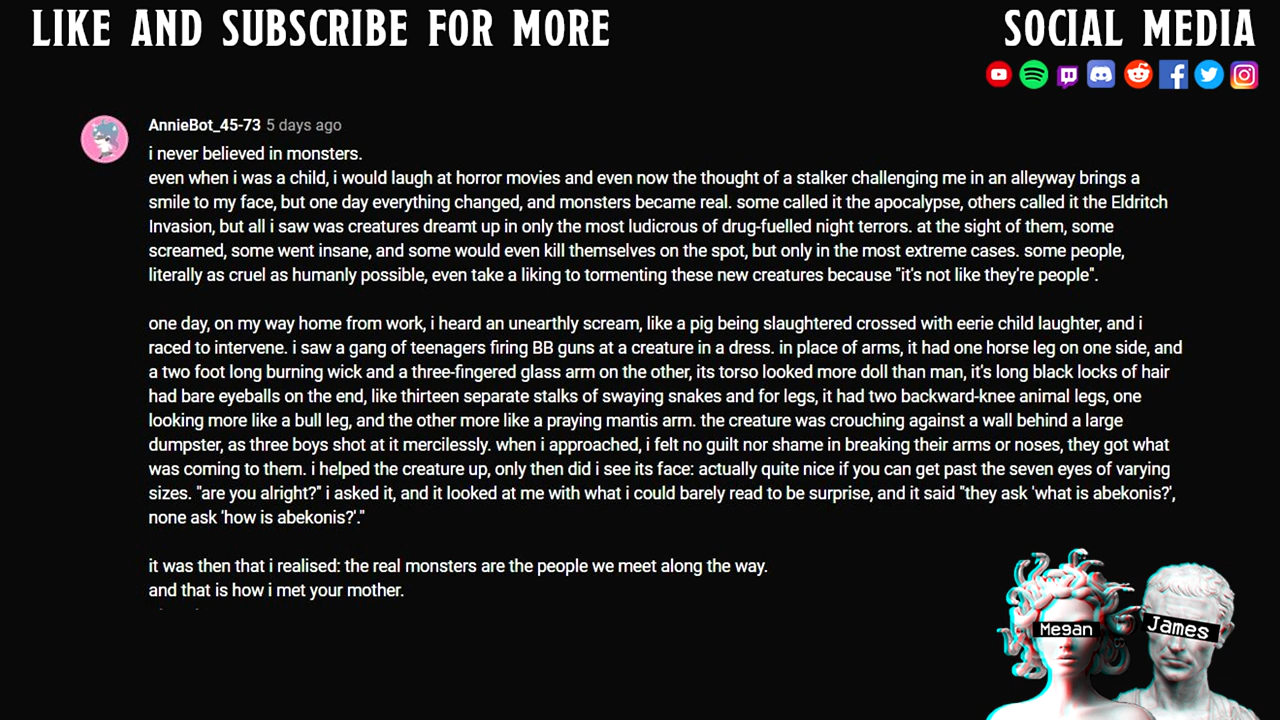 LIKE AND SUBSCRIBE FOR MORE
SOCIAL MEDIA
AnnieBot_45-73 5 days ago
i never believed in monsters.
even when i was a child, i would laugh at horror movies and even now the thought of a stalker challenging me in an alleyway brings a
smile to my face, but one day everything changed, and monsters became real. some called it the apocalypse, others called it the Eldritch
Invasion, but all i saw was creatures dreamt up in only the most ludicrous of drug-fuelled night terrors. at the sight of them, some
screamed, some went insane, and some would even kill themselves on the spot, but only in the most extreme cases. some people,
literally as cruel as humanly possible, even take a liking to tormenting these new creatures because "it's not like they're people".
one day, on my way home from work, i heard an unearthly scream, like a pig being slaughtered crossed with eerie child laughter, and i
raced to intervene. i saw a gang of teenagers firing BB guns at a creature in a dress. in place of arms, it had one horse leg on one side, and
a two foot long burning wick and a three-fingered glass arm on the other, its torso looked more doll than man, it's long black locks of hair
had bare eyeballs on the end, like thirteen separate stalks of swaying snakes and for legs, it had two backward-knee animal legs, one
looking more like a bull leg, and the other more like a praying mantis arm. the creature was crouching against a wall behind a large
dumpster, as three boys shot at it mercilessly. when i approached, i felt no guilt nor shame in breaking their arms or noses, they got what
was coming to them. i helped the creature up, only then did i see its face: actually quite nice if you can get past the seven eyes of varying
sizes. "are you alright?" i asked it, and it looked at me with what i could barely read to be surprise, and it said "they ask 'what is abekonis?',
none ask 'how is abekonis?'."
it was then that i realised: the real monsters are the people we meet along the way.
and that is how i met your mother.
Megan
James